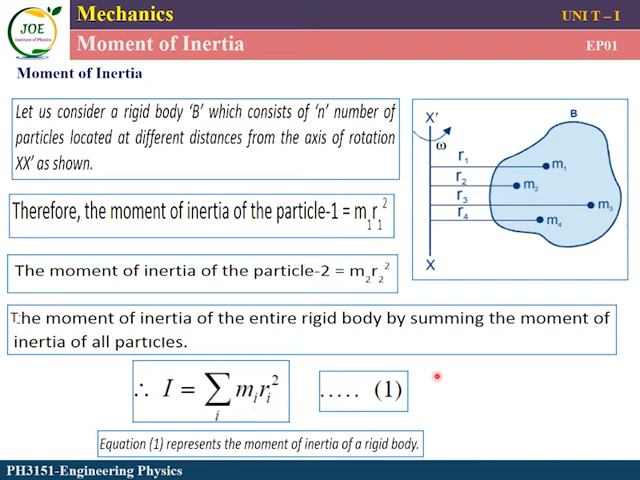 JOE
Institute of Physics
Mechanics
UNI T – I
Moment of Inertia
EP01
Moment of Inertia
Let us consider a rigid body ‘B’ which consists of ‘n’ number of
particles located at different distances from the axis of rotation
XX’ as shown.
Therefore, the moment of inertia of the particle-1 = m₁r₁²
The moment of inertia of the particle-2 = m₂r₂²
The moment of inertia of the entire rigid body by summing the moment of
inertia of all particles.
∴ I = ∑ᵢ mᵢrᵢ²
..... (1)
Equation (1) represents the moment of inertia of a rigid body.
X’
B
ω
r₁
m₁
r₂
m₂
r₃
m₃
r₄
m₄
X
PH3151-Engineering Physics